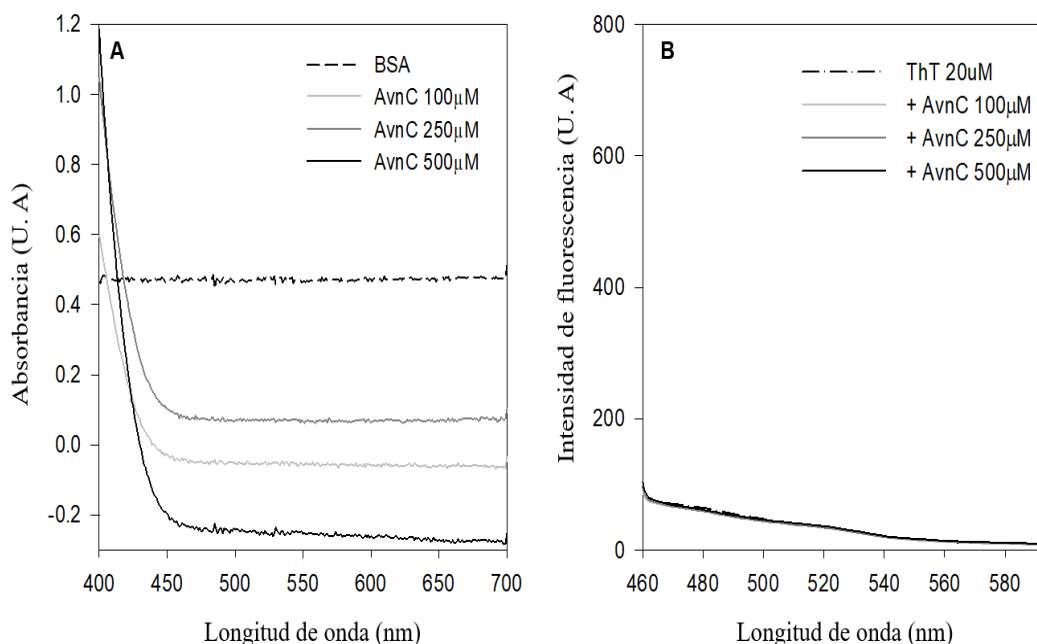 A
BSA
AvnC 100µM
AvnC 250µM
AvnC 500µM
Absorbancia (U. A)
1.2
1.0
0.8
0.6
0.4
0.2
0.0
-0.2
400 450 500 550 600 650 700
Longitud de onda (nm)
B
ThT 20uM
+ AvnC 100µM
+ AvnC 250µM
+ AvnC 500µM
Intensidad de fluorescencia (U. A)
800
600
400
200
0
460 480 500 520 540 560 580
Longitud de onda (nm)